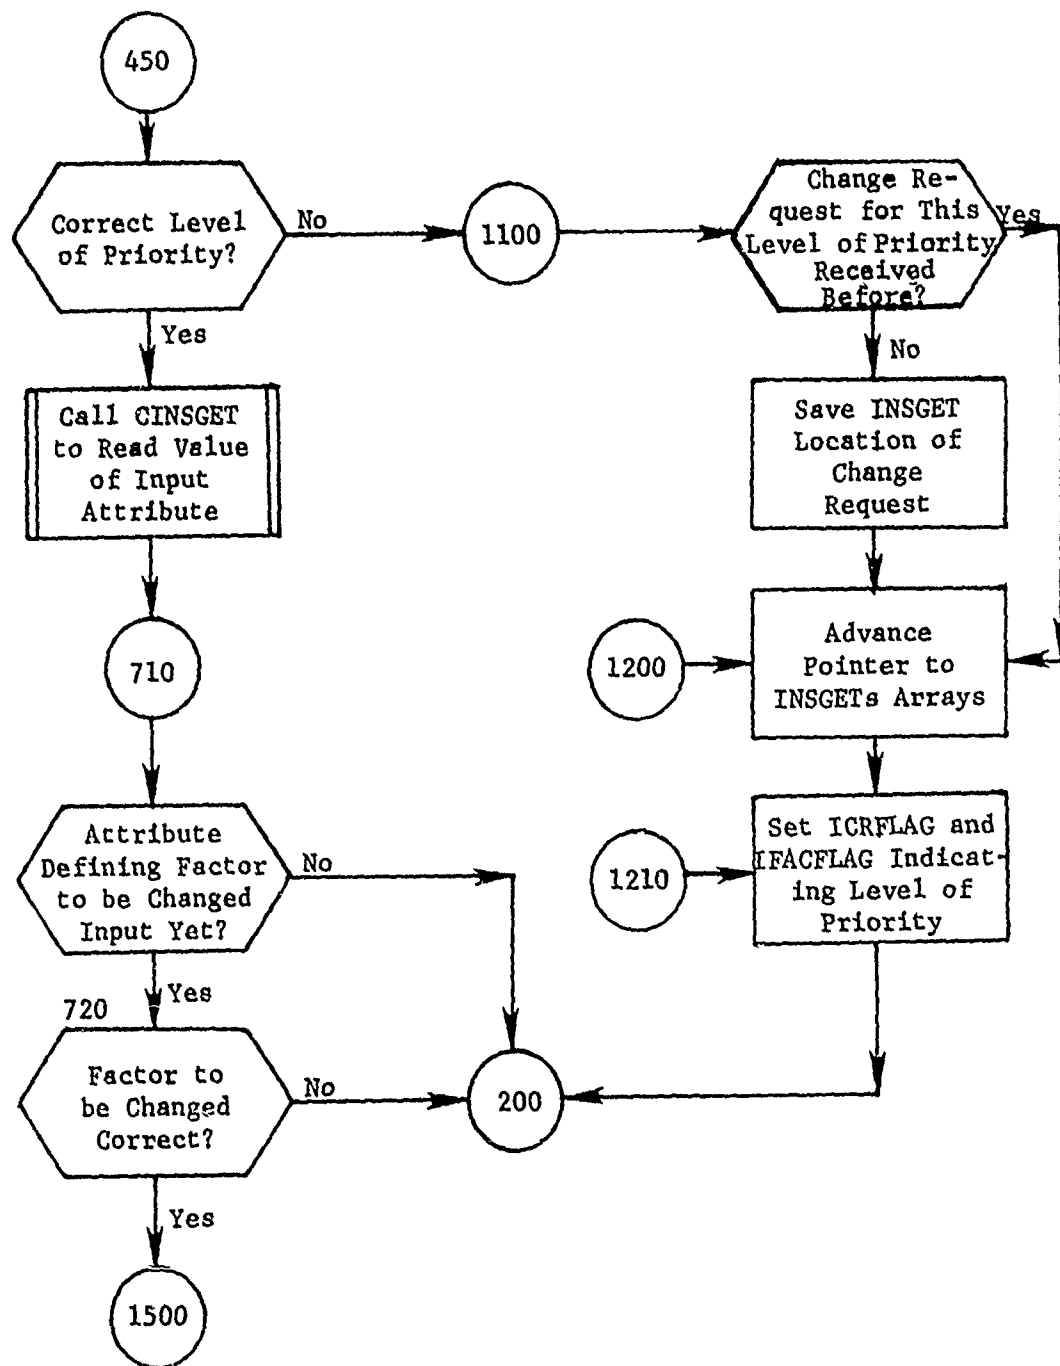 450
Correct Level
of Priority?
No
1100
Change Re-
quest for This
Level of Priority
Received
Before?
Yes
Yes
No
Call CINSGET
to Read Value
of Input
Attribute
Save INSGET
Location of
Change
Request
710
1200
Advance
Pointer to
INSGETs Arrays
Attribute
Defining Factor
to be Changed
Input Yet?
No
1210
Set ICRFLAG and
IFACFLAG Indicat-
ing Level of
Priority
Yes
720
Factor to
be Changed
Correct?
No
200
Yes
1500